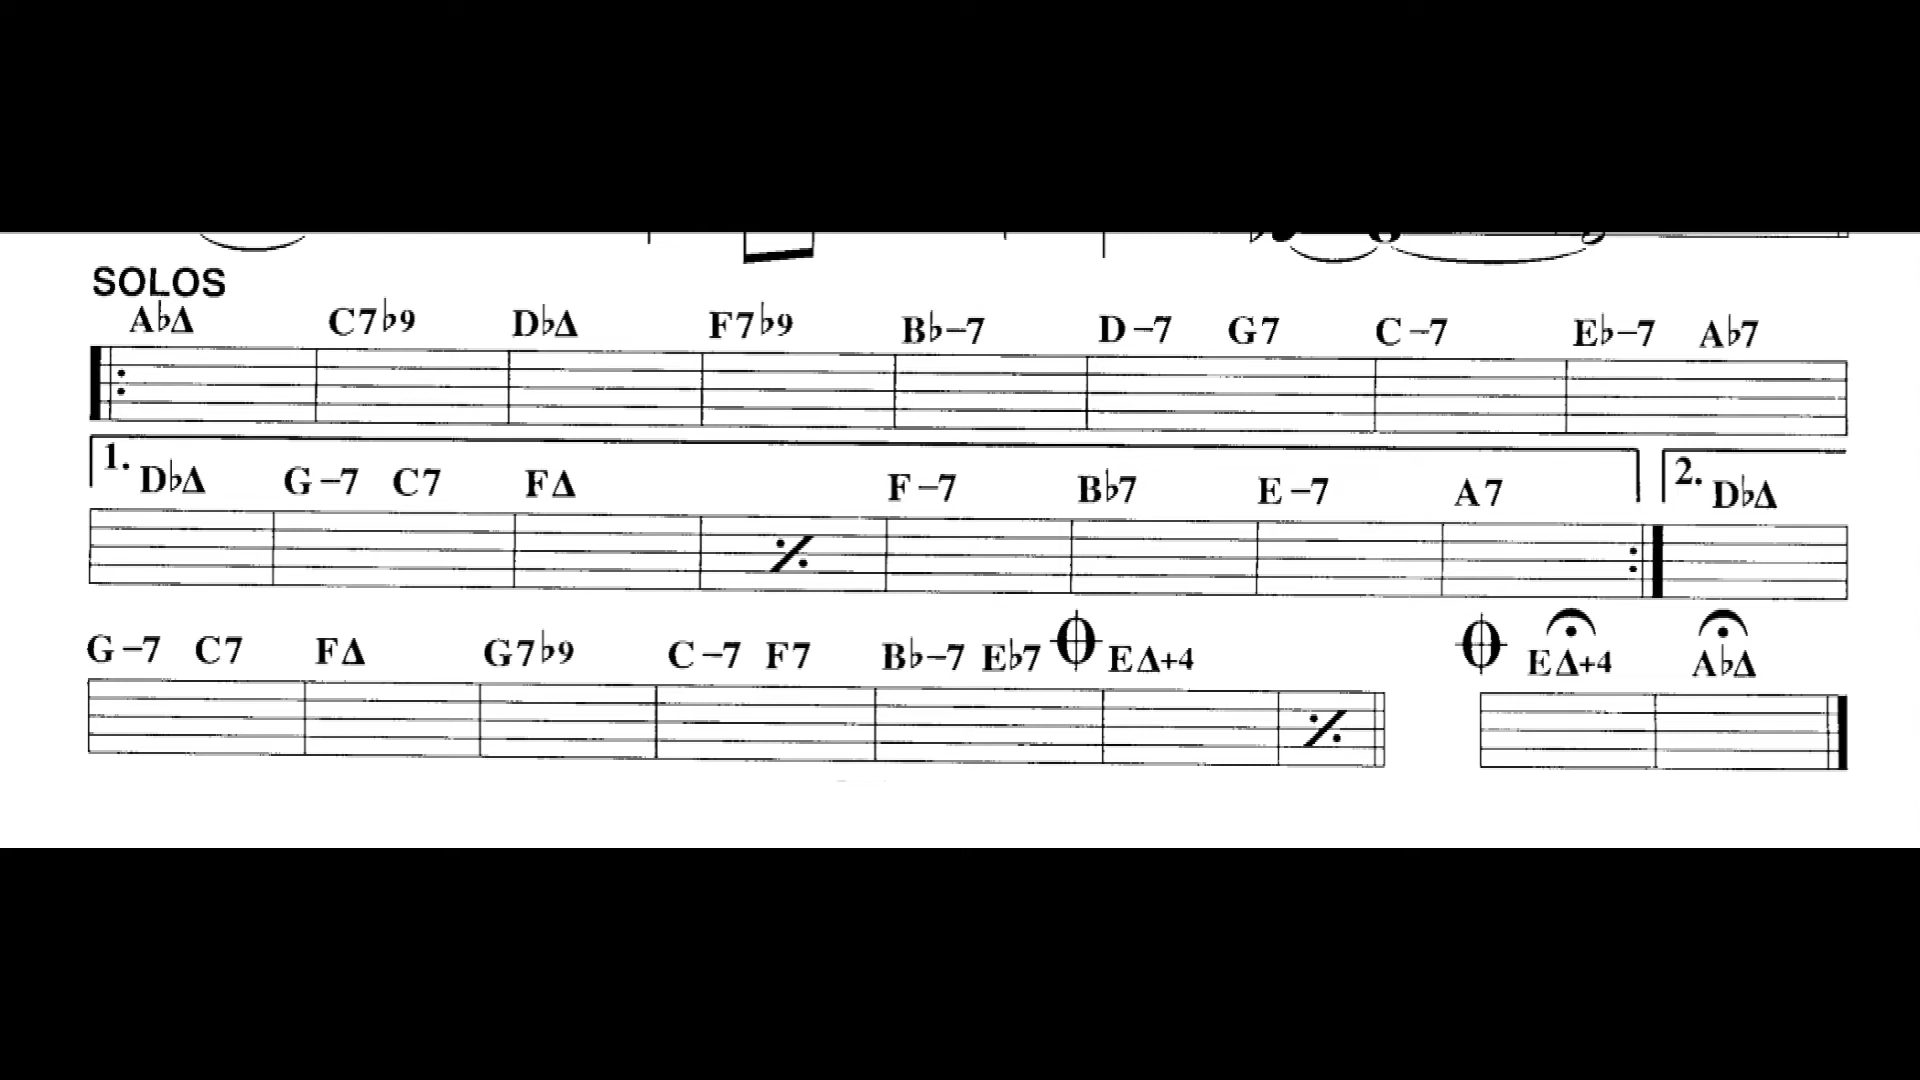 SOLOS
A♭Δ C7♭9 D♭Δ F7♭9 B♭–7 D–7 G7 C–7 E♭–7 A♭7
1. D♭Δ G–7 C7 FΔ F–7 B♭7 E–7 A7 2. D♭Δ
G–7 C7 FΔ G7♭9 C–7 F7 B♭–7 E♭7 EΔ+4 EΔ+4 A♭Δ